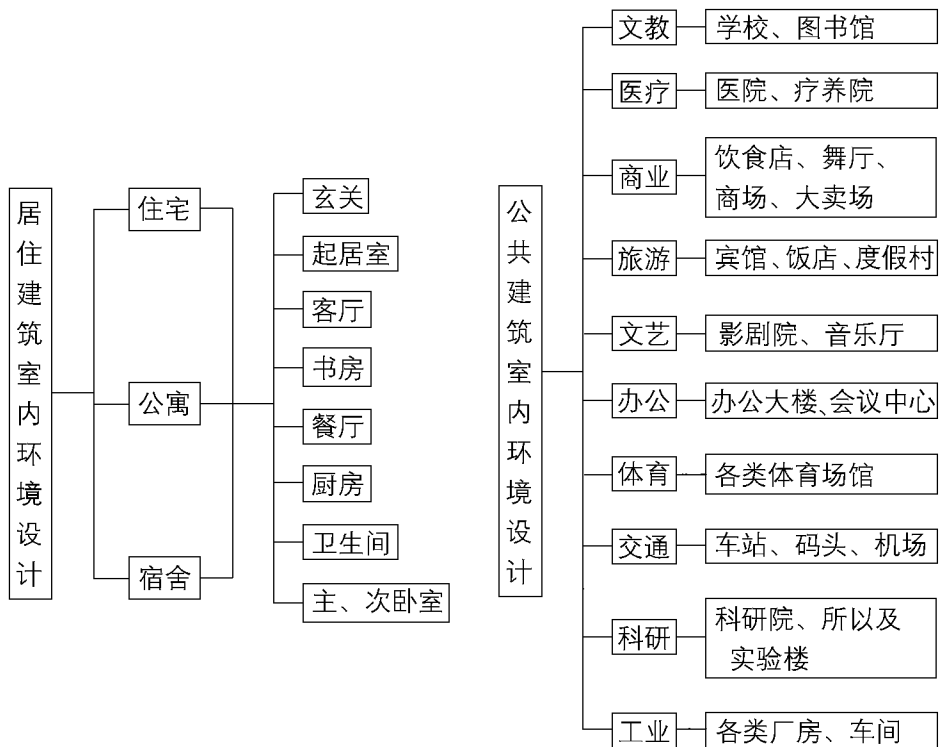 居住建筑室内环境设计
住宅
公寓
宿舍
玄关
起居室
客厅
书房
餐厅
厨房
卫生间
主、次卧室
公共建筑室内环境设计
文教
学校、图书馆
医疗
医院、疗养院
商业
饮食店、舞厅、
商场、大卖场
旅游
宾馆、饭店、度假村
文艺
影剧院、音乐厅
办公
办公大楼、会议中心
体育
各类体育场馆
交通
车站、码头、机场
科研
科研院、所以及
实验楼
工业
各类厂房、车间